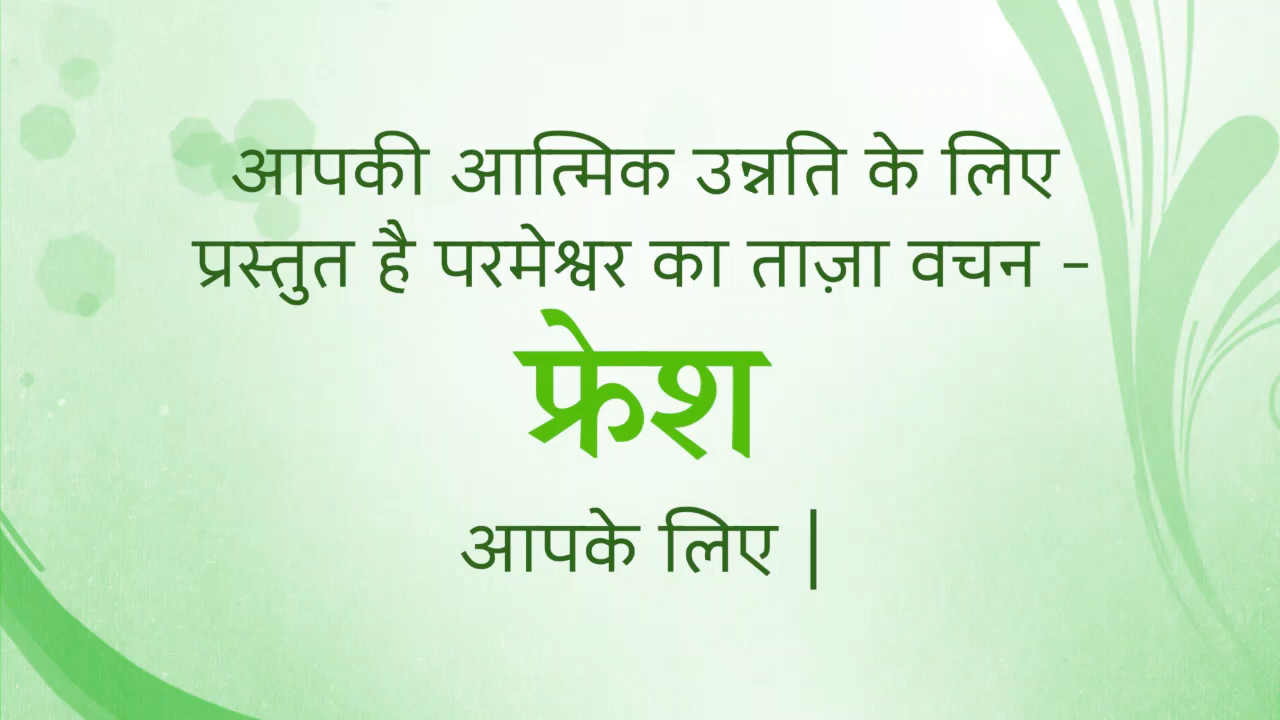 आपकी आत्मिक उन्नति के लिए
प्रस्तुत है परमेश्वर का ताज़ा वचन –
फ्रेश
आपके लिए |